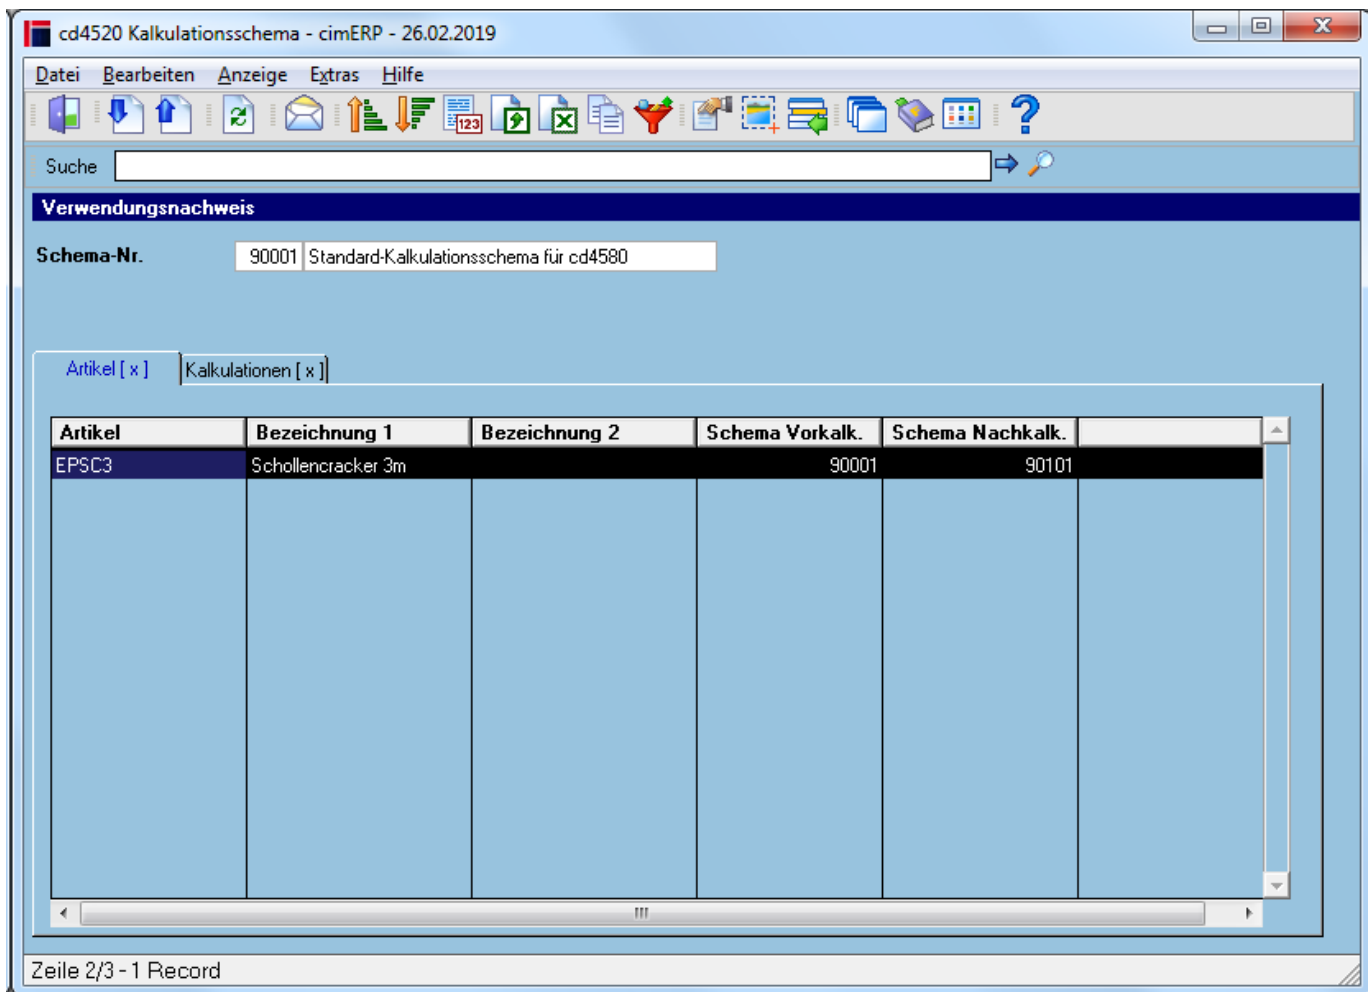 cd4520 Kalkulationsschema - cimERP - 26.02.2019
Datei Bearbeiten Anzeige Extras Hilfe
123
Suche
Verwendungsnachweis
Schema-Nr. 90001 Standard-Kalkulationsschema für cd4580
Artikel [ x ] Kalkulationen [ x ]
Artikel Bezeichnung 1 Bezeichnung 2 Schema Vorkalk. Schema Nachkalk.
EPSC3 Schollencracker 3m 90001 90101
Zeile 2/3 - 1 Record